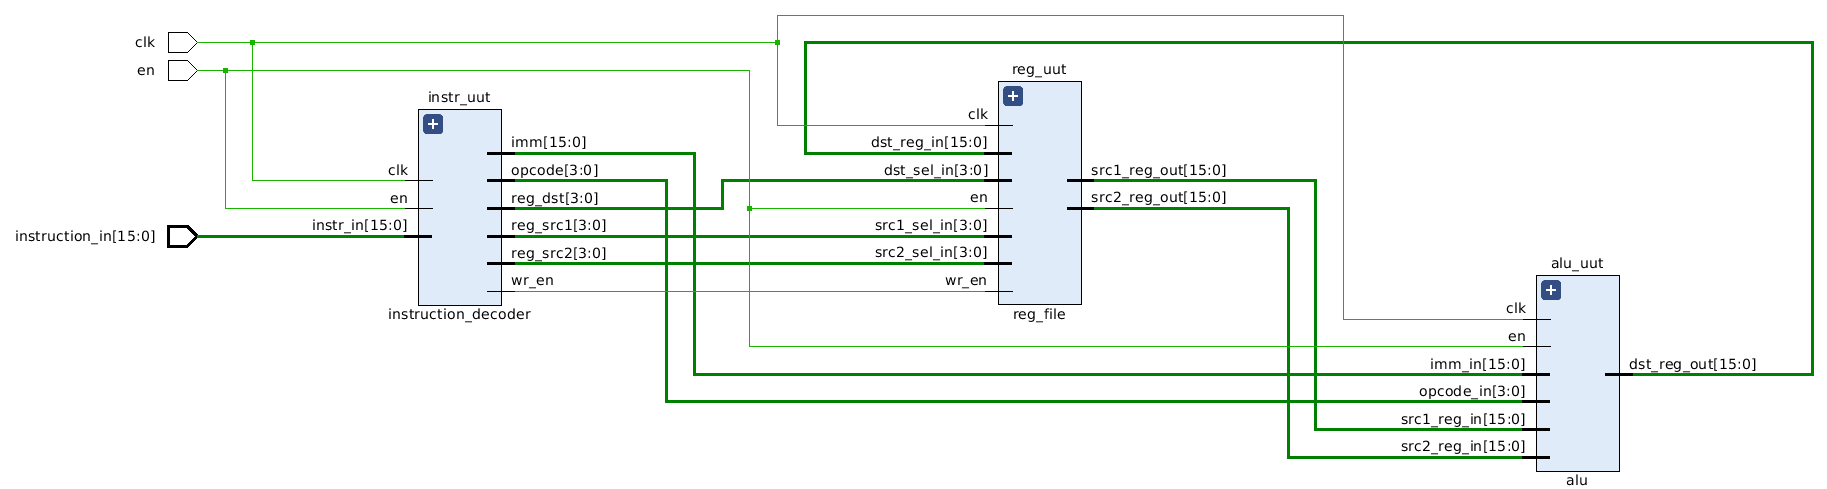 clk
en
instruction_in[15:0]
instr_uut
clk
en
instr_in[15:0]
imm[15:0]
opcode[3:0]
reg_dst[3:0]
reg_src1[3:0]
reg_src2[3:0]
wr_en
instruction_decoder
reg_uut
clk
dst_reg_in[15:0]
dst_sel_in[3:0]
en
src1_sel_in[3:0]
src2_sel_in[3:0]
wr_en
src1_reg_out[15:0]
src2_reg_out[15:0]
reg_file
alu_uut
clk
en
imm_in[15:0]
opcode_in[3:0]
src1_reg_in[15:0]
src2_reg_in[15:0]
dst_reg_out[15:0]
alu